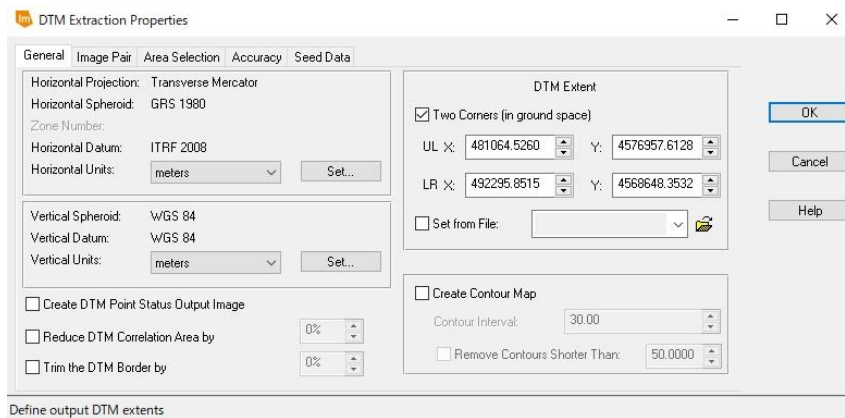 lm DTM Extraction Properties
General Image Pair Area Selection Accuracy Seed Data
Horizontal Projection: Transverse Mercator
Horizontal Spheroid: GRS 1980
Zone Number:
Horizontal Datum: ITRF 2008
Horizontal Units: meters Set...
Vertical Spheroid: WGS 84
Vertical Datum: WGS 84
Vertical Units: meters Set...
Create DTM Point Status Output Image
Reduce DTM Correlation Area by 0%
Trim the DTM Border by 0%
DTM Extent
Two Corners (in ground space)
UL X: 481064.5260 Y: 4576957.6128
LR X: 492295.8515 Y: 4568648.3532
Set from File:
Create Contour Map
Contour Interval: 30.00
Remove Contours Shorter Than: 50.0000
OK
Cancel
Help
Define output DTM extents